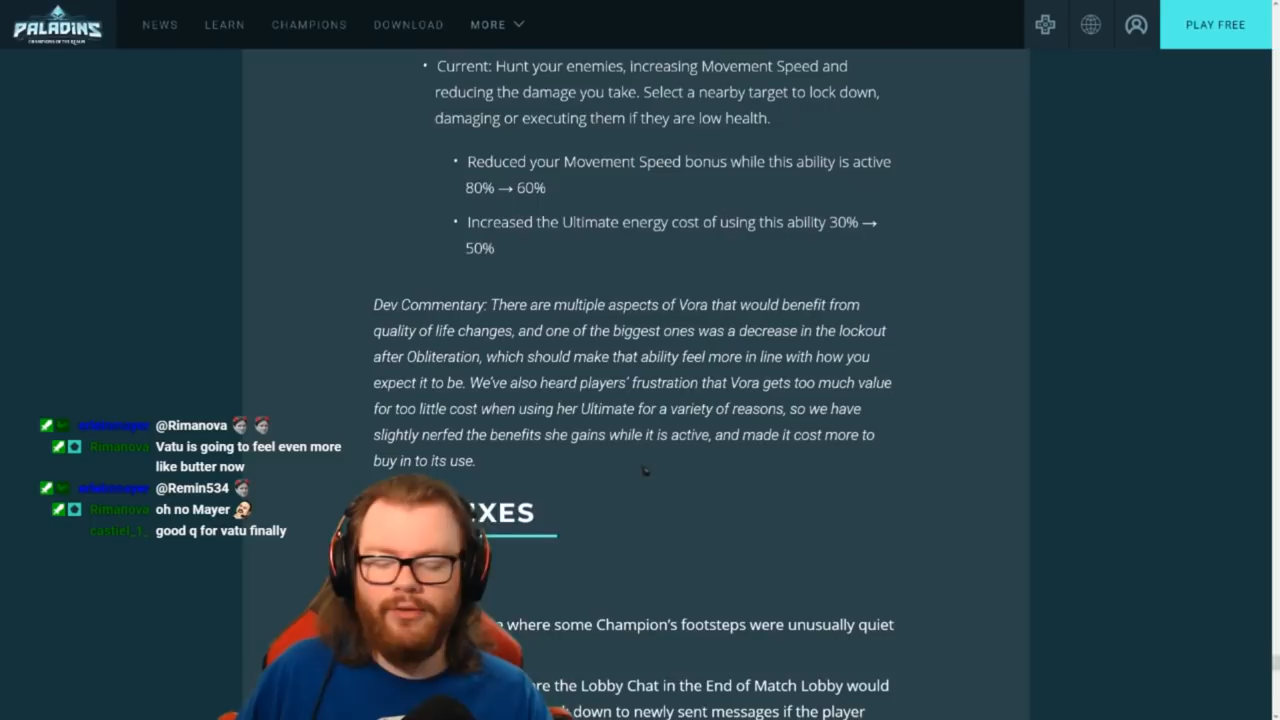 PALADINS
CHAMPIONS OF THE REALM
NEWS LEARN CHAMPIONS DOWNLOAD MORE PLAY FREE
• Current: Hunt your enemies, increasing Movement Speed and
reducing the damage you take. Select a nearby target to lock down,
damaging or executing them if they are low health.
• Reduced your Movement Speed bonus while this ability is active
80% → 60%
• Increased the Ultimate energy cost of using this ability 30% →
50%
Dev Commentary: There are multiple aspects of Vora that would benefit from
quality of life changes, and one of the biggest ones was a decrease in the lockout
after Obliteration, which should make that ability feel more in line with how you
expect it to be. We've also heard players' frustration that Vora gets too much value
for too little cost when using her Ultimate for a variety of reasons, so we have
slightly nerfed the benefits she gains while it is active, and made it cost more to
buy in to its use.
@Rimanova
Rimanova Vatu is going to feel even more
like butter now
@Remin534
Rimanova oh no Mayer
castiel_1_ good q for vatu finally
XES
where some Champion's footsteps were unusually quiet
re the Lobby Chat in the End of Match Lobby would
down to newly sent messages if the player